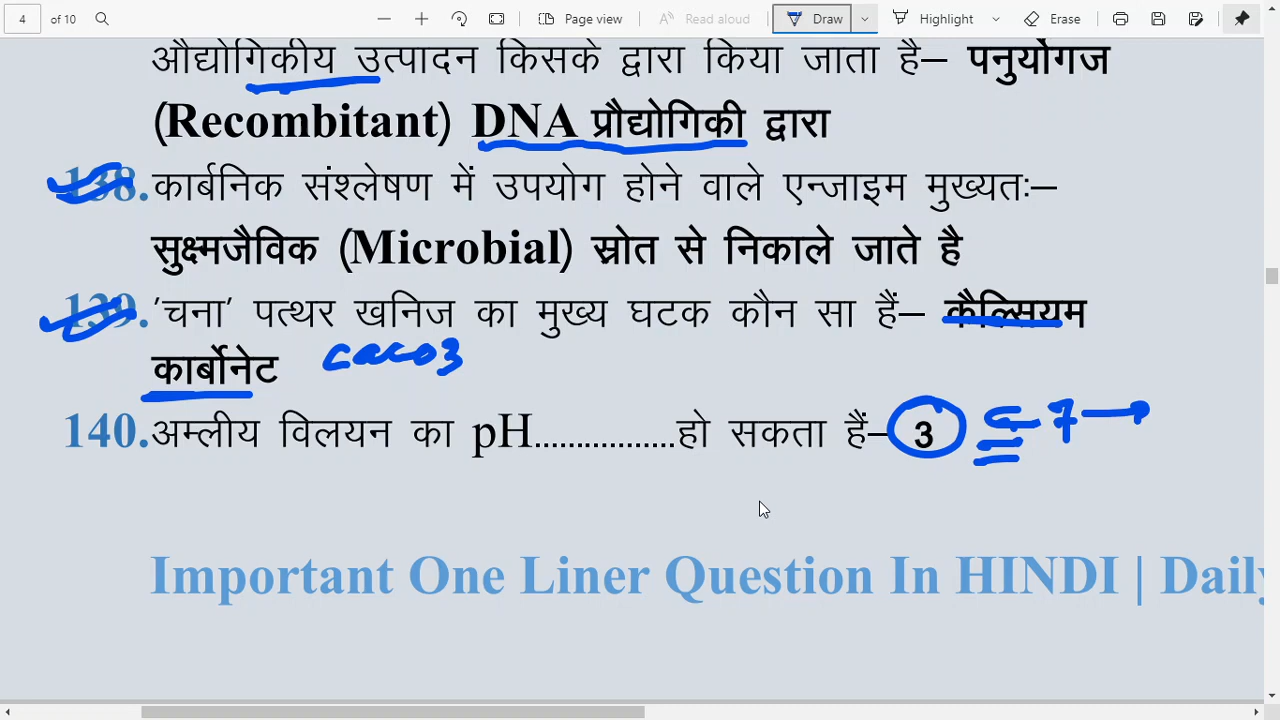 4 of 10 Page view Read aloud Draw Highlight Erase
औद्योगिकीय उत्पादन किसके द्वारा किया जाता है– पनुर्योगज
(Recombitant) DNA प्रौद्योगिकी द्वारा
138. कार्बनिक संश्लेषण में उपयोग होने वाले एन्जाइम मुख्यतः–
सुक्ष्मजैविक (Microbial) स्रोत से निकाले जाते है
139. 'चना' पत्थर खनिज का मुख्य घटक कौन सा हैं– कैल्सियम
कार्बोनेट caco3
140. अम्लीय विलयन का pH................हो सकता हैं– 3 7
Important One Liner Question In HINDI | Daily